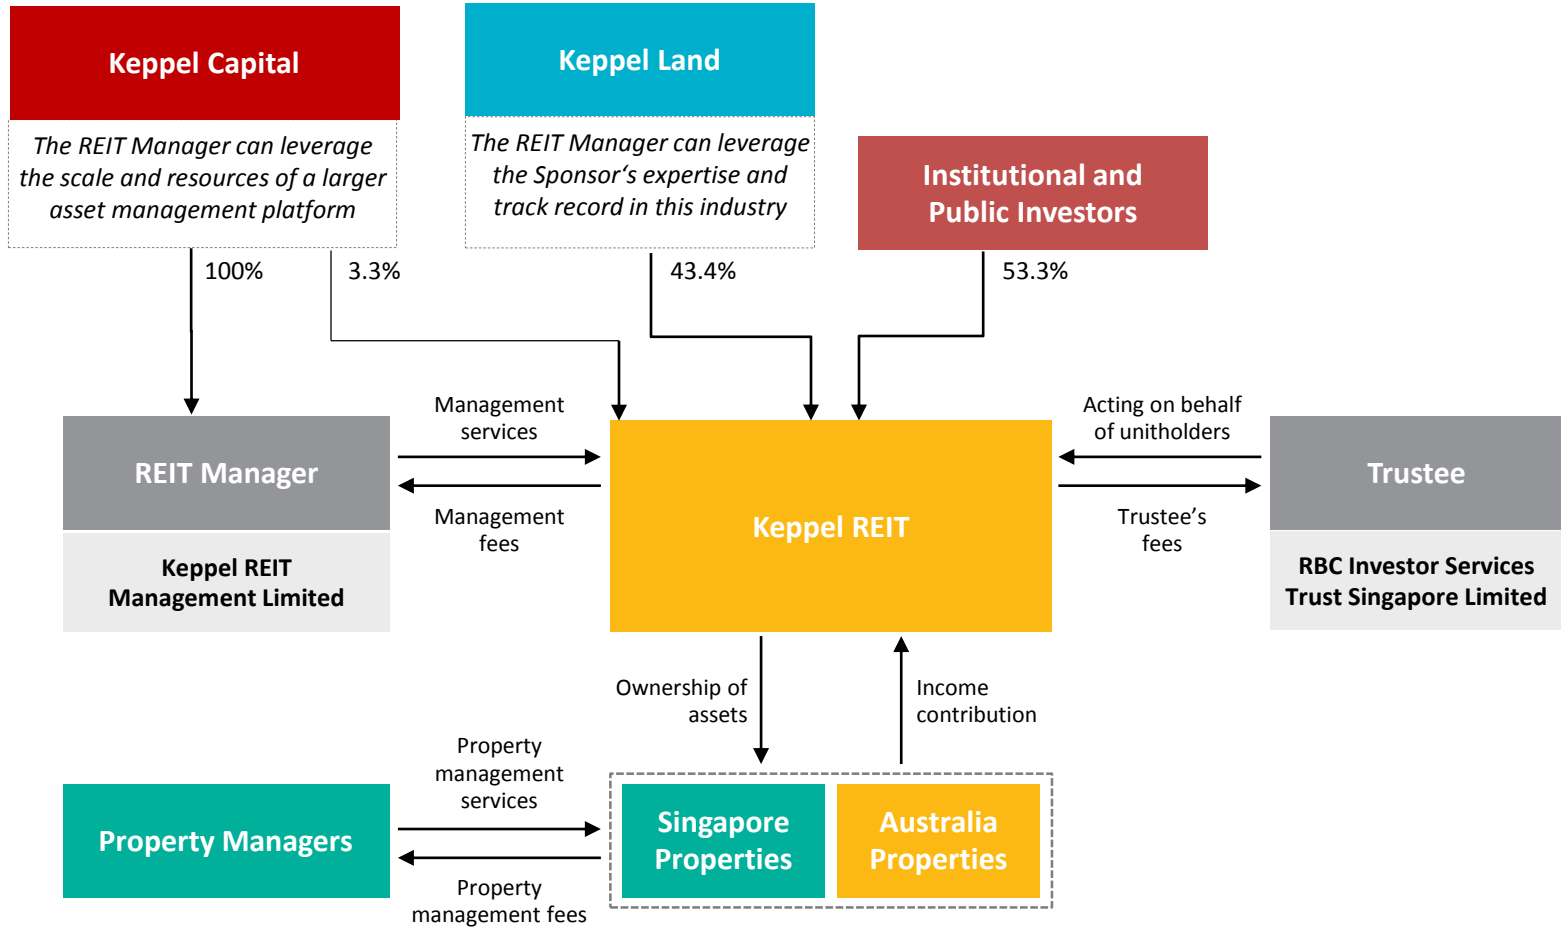 Keppel Capital
The REIT Manager can leverage
the scale and resources of a larger
asset management platform
Keppel Land
The REIT Manager can leverage
the Sponsor‘s expertise and
track record in this industry
Institutional and
Public Investors
100%
3.3%
43.4%
53.3%
REIT Manager
Keppel REIT
Management Limited
Management
services
Management
fees
Keppel REIT
Acting on behalf
of unitholders
Trustee’s
fees
Trustee
RBC Investor Services
Trust Singapore Limited
Ownership of
assets
Income
contribution
Property Managers
Property
management
services
Property
management fees
Singapore
Properties
Australia
Properties